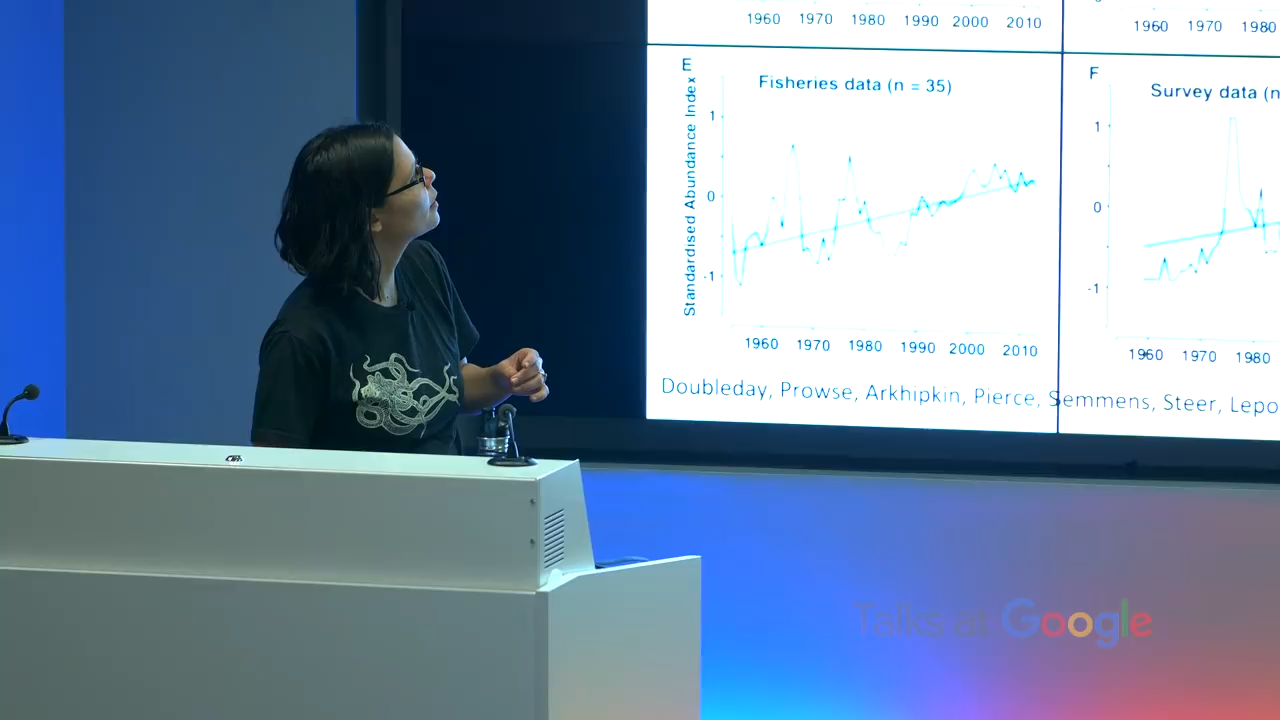 1960 1970 1980 1990 2000 2010
1960 1970 1980
E
Fisheries data (n = 35)
Standardised Abundance Index
1
0
-1
1960 1970 1980 1990 2000 2010
F
Survey data (n
1
0
-1
1960 1970 1980
Doubleday, Prowse, Arkhipkin, Pierce, Semmens, Steer, Lepo
Talks at Google